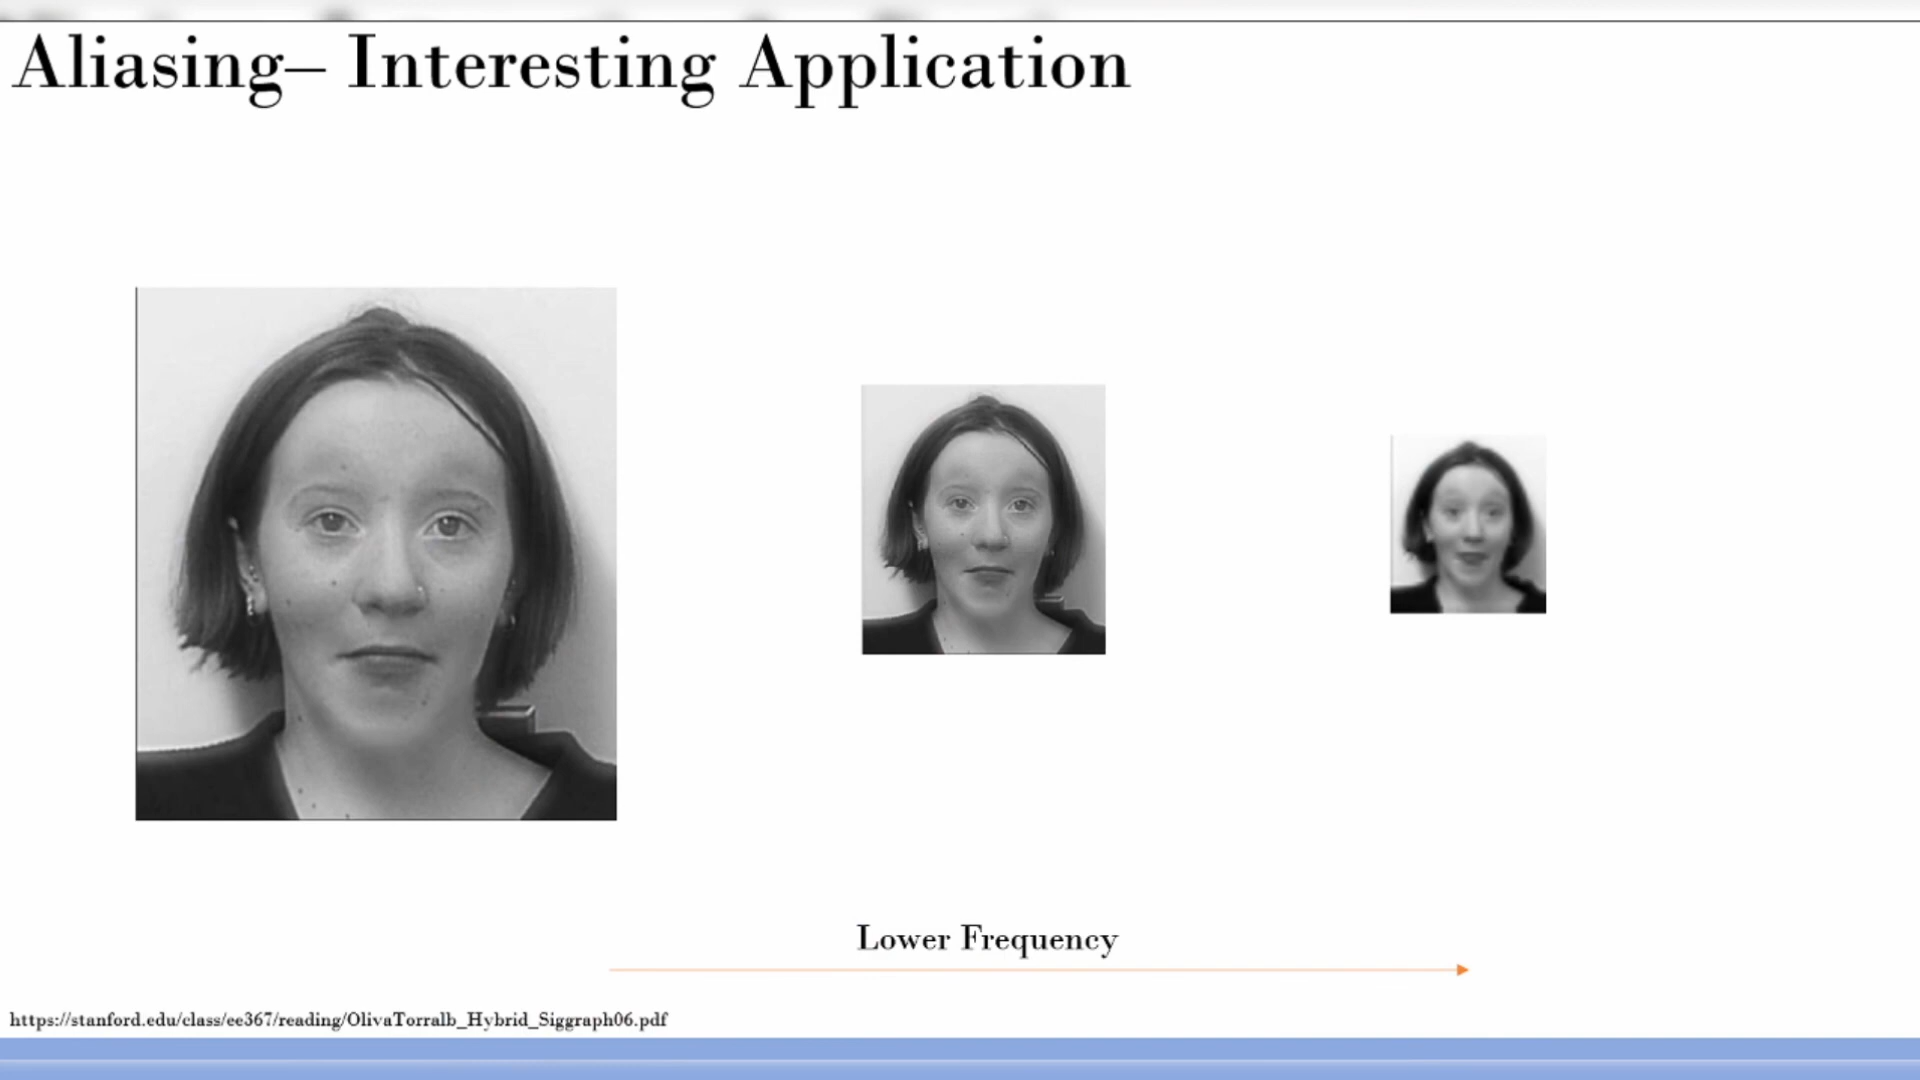 Aliasing– Interesting Application
Lower Frequency
https://stanford.edu/class/ee367/reading/OlivaTorralb_Hybrid_Siggraph06.pdf